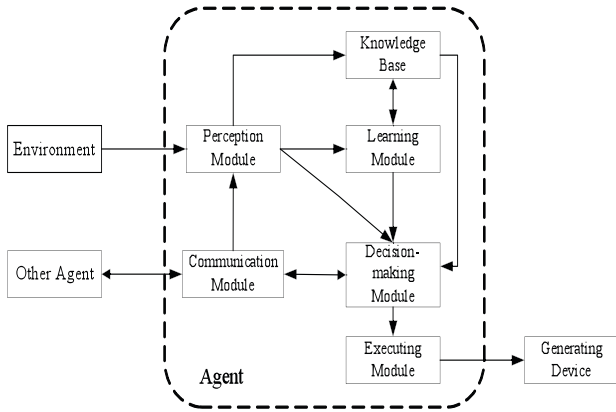 Knowledge
Base
Environment
Perception
Module
Learning
Module
Other Agent
Communication
Module
Decision-
making
Module
Executing
Module
Generating
Device
Agent